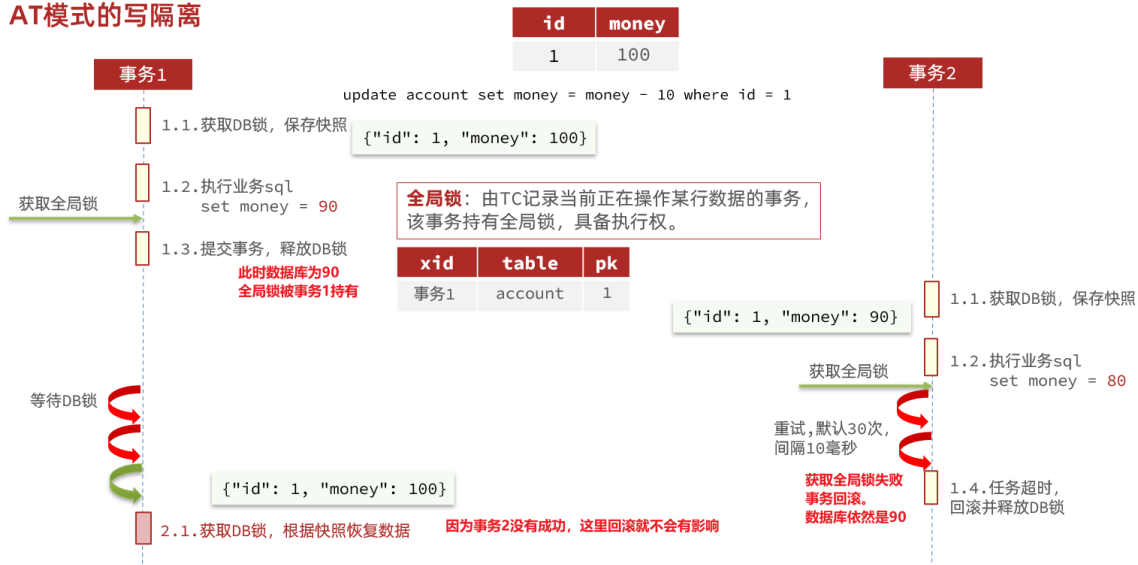 AT模式的写隔离
id money
1 100
事务1
事务2
update account set money = money - 10 where id = 1
1.1.获取DB锁，保存快照
{"id": 1, "money": 100}
1.2.执行业务sql
set money = 90
获取全局锁
全局锁：由TC记录当前正在操作某行数据的事务，
该事务持有全局锁，具备执行权。
1.3.提交事务，释放DB锁
此时数据库为90
全局锁被事务1持有
xid table pk
事务1 account 1
1.1.获取DB锁，保存快照
{"id": 1, "money": 90}
1.2.执行业务sql
set money = 80
获取全局锁
等待DB锁
重试,默认30次，
间隔10毫秒
获取全局锁失败
事务回滚。
数据库依然是90
1.4.任务超时，
回滚并释放DB锁
{"id": 1, "money": 100}
2.1.获取DB锁，根据快照恢复数据
因为事务2没有成功，这里回滚就不会有影响